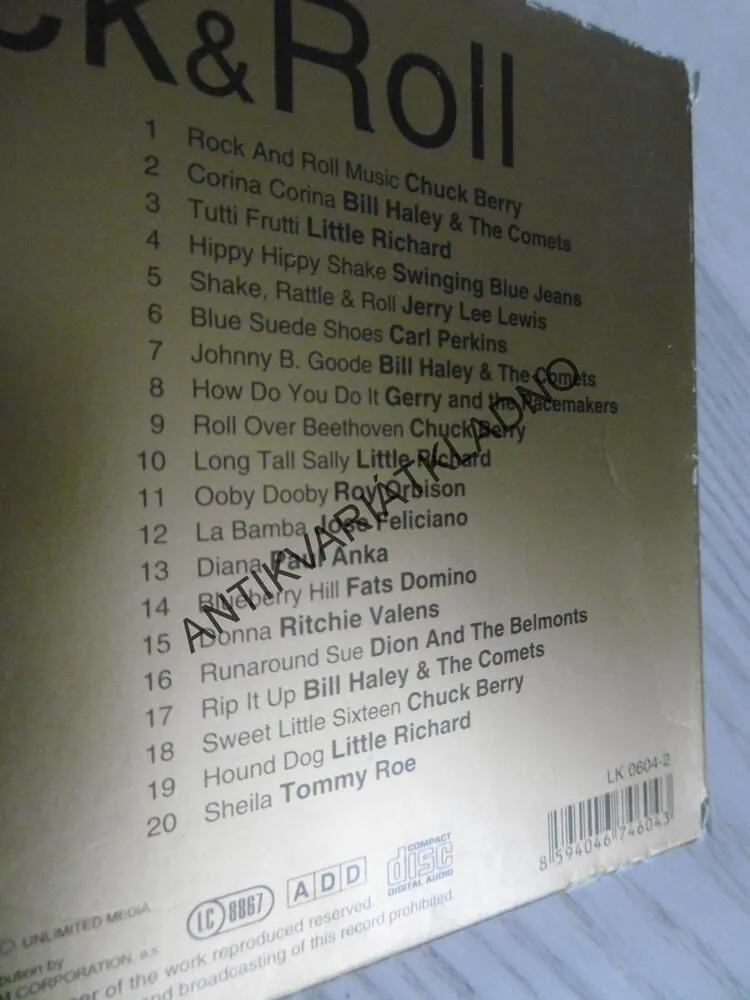 ck&Roll
1 Rock And Roll Music Chuck Berry
2 Corina Corina Bill Haley & The Comets
3 Tutti Frutti Little Richard
4 Hippy Hippy Shake Swinging Blue Jeans
5 Shake, Rattle & Roll Jerry Lee Lewis
6 Blue Suede Shoes Carl Perkins
7 Johnny B. Goode Bill Haley & The Comets
8 How Do You Do It Gerry and the Pacemakers
9 Roll Over Beethoven Chuck Berry
10 Long Tall Sally Little Richard
11 Ooby Dooby Roy Orbison
12 La Bamba José Feliciano
13 Diana Paul Anka
14 Blueberry Hill Fats Domino
15 Donna Ritchie Valens
16 Runaround Sue Dion And The Belmonts
17 Rip It Up Bill Haley & The Comets
18 Sweet Little Sixteen Chuck Berry
19 Hound Dog Little Richard
20 Sheila Tommy Roe
ANTIKVARIÁTKLADNO
LK 0604-2
8 594046 746043
LC 8867
ADD
COMPACT
disc
DIGITAL AUDIO
UNLIMITED MEDIA
bution by
CORPORATION, a.s
er of the work reproduced reserved.
nd broadcasting of this record prohibited.